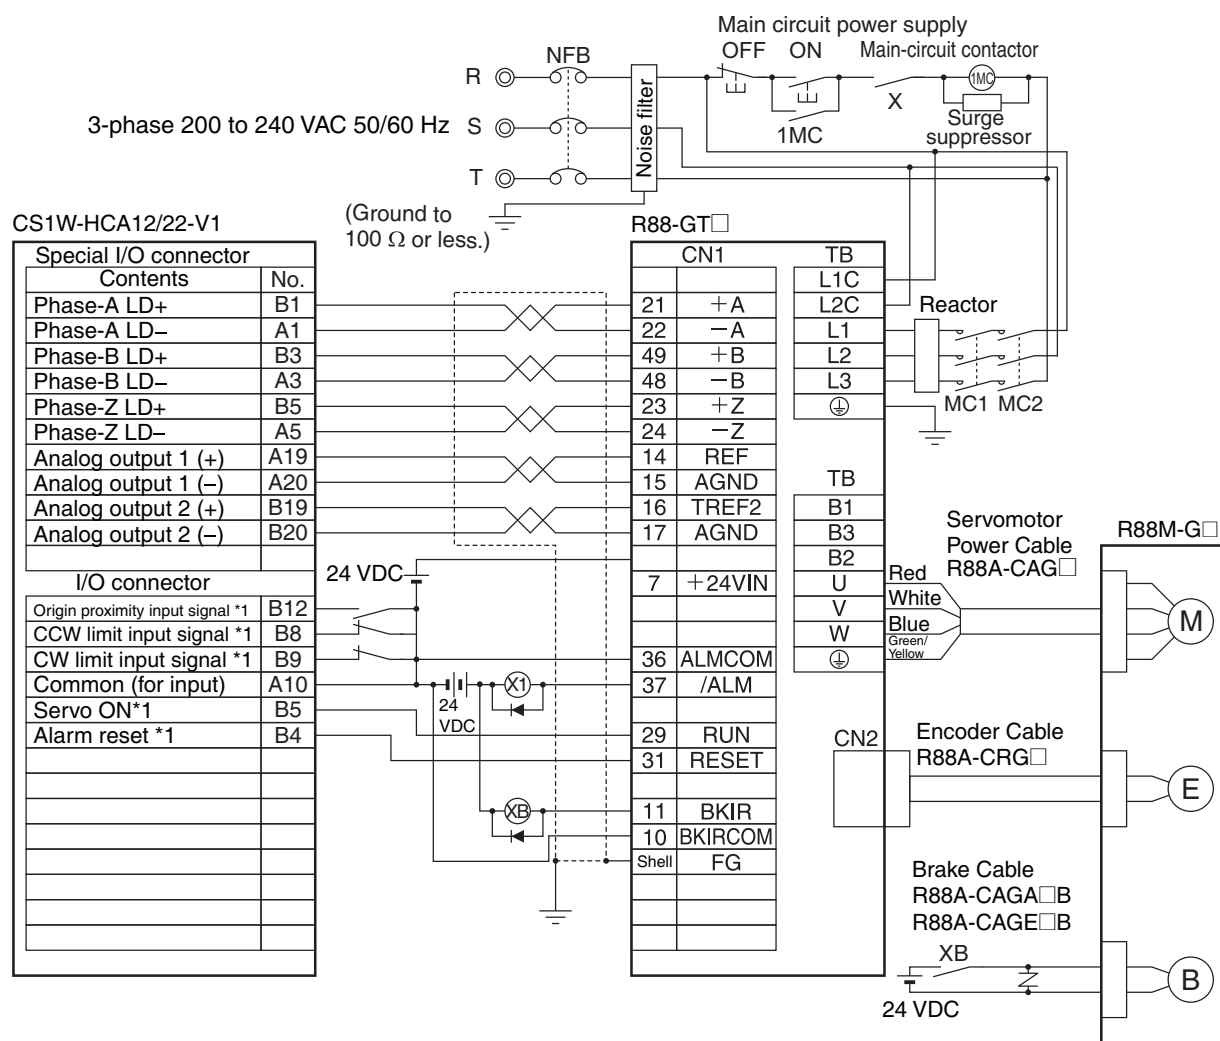 Main circuit power supply
OFF ON Main-circuit contactor
NFB
R
1MC
X
Surge
suppressor
1MC
Noise filter
3-phase 200 to 240 VAC 50/60 Hz S
T
CS1W-HCA12/22-V1
(Ground to
100 Ω or less.)
R88-GT□
Special I/O connector
Contents No.
Phase-A LD+ B1
Phase-A LD− A1
Phase-B LD+ B3
Phase-B LD− A3
Phase-Z LD+ B5
Phase-Z LD− A5
Analog output 1 (+) A19
Analog output 1 (−) A20
Analog output 2 (+) B19
Analog output 2 (−) B20
I/O connector
Origin proximity input signal *1 B12
CCW limit input signal *1 B8
CW limit input signal *1 B9
Common (for input) A10
Servo ON*1 B5
Alarm reset *1 B4
24 VDC
24
VDC
X1
XB
CN1
21 +A
22 −A
49 +B
48 −B
23 +Z
24 −Z
14 REF
15 AGND
16 TREF2
17 AGND
7 +24VIN
36 ALMCOM
37 /ALM
29 RUN
31 RESET
11 BKIR
10 BKIRCOM
Shell FG
TB
L1C
L2C
L1
L2
L3
Reactor
MC1 MC2
TB
B1
B3
B2
U
V
W
Red
White
Blue
Green/
Yellow
Servomotor
Power Cable
R88A-CAG□
R88M-G□
M
CN2
Encoder Cable
R88A-CRG□
E
Brake Cable
R88A-CAGA□B
R88A-CAGE□B
XB
24 VDC
B